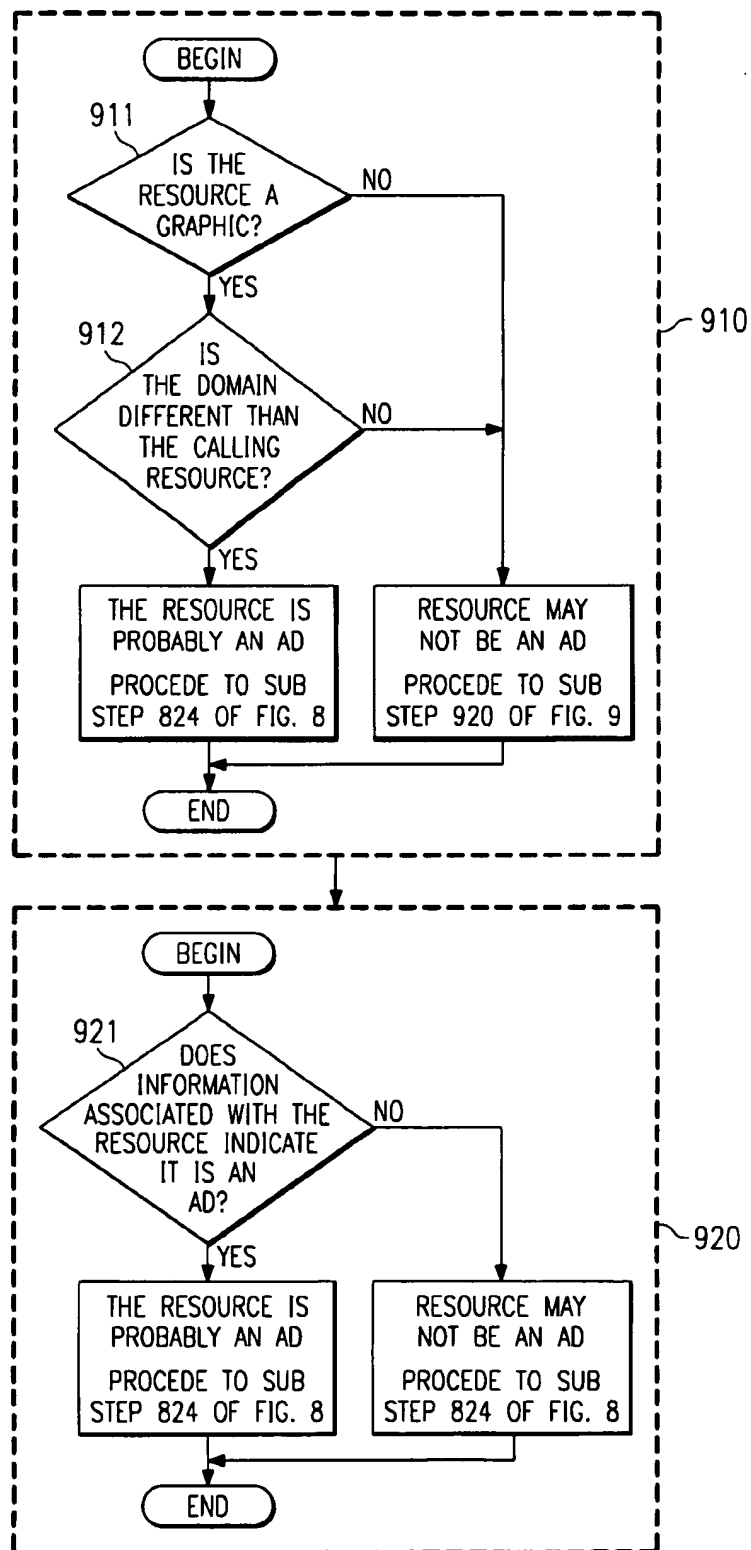 BEGIN
911
IS THE
RESOURCE A
GRAPHIC?
NO
YES
912
IS
THE DOMAIN
DIFFERENT THAN
THE CALLING
RESOURCE?
NO
910
YES
THE RESOURCE IS
PROBABLY AN AD
PROCEDE TO SUB
STEP 824 OF FIG. 8
RESOURCE MAY
NOT BE AN AD
PROCEDE TO SUB
STEP 920 OF FIG. 9
END
BEGIN
921
DOES
INFORMATION
ASSOCIATED WITH THE
RESOURCE INDICATE
IT IS AN
AD?
NO
920
YES
THE RESOURCE IS
PROBABLY AN AD
PROCEDE TO SUB
STEP 824 OF FIG. 8
RESOURCE MAY
NOT BE AN AD
PROCEDE TO SUB
STEP 824 OF FIG. 8
END